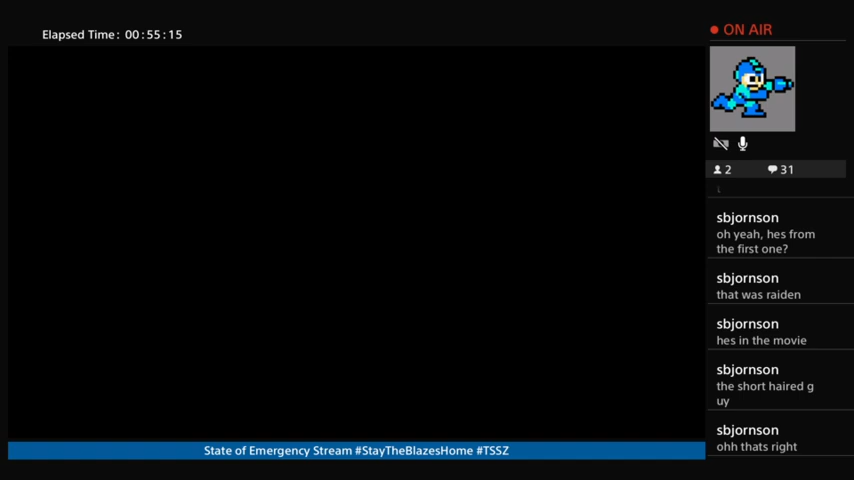 Elapsed Time: 00:55:15
ON AIR
2
31
sbjornson
oh yeah, hes from
the first one?
sbjornson
that was raiden
sbjornson
hes in the movie
sbjornson
the short haired g
uy
sbjornson
ohh thats right
State of Emergency Stream #StayTheBlazesHome #TSSZ